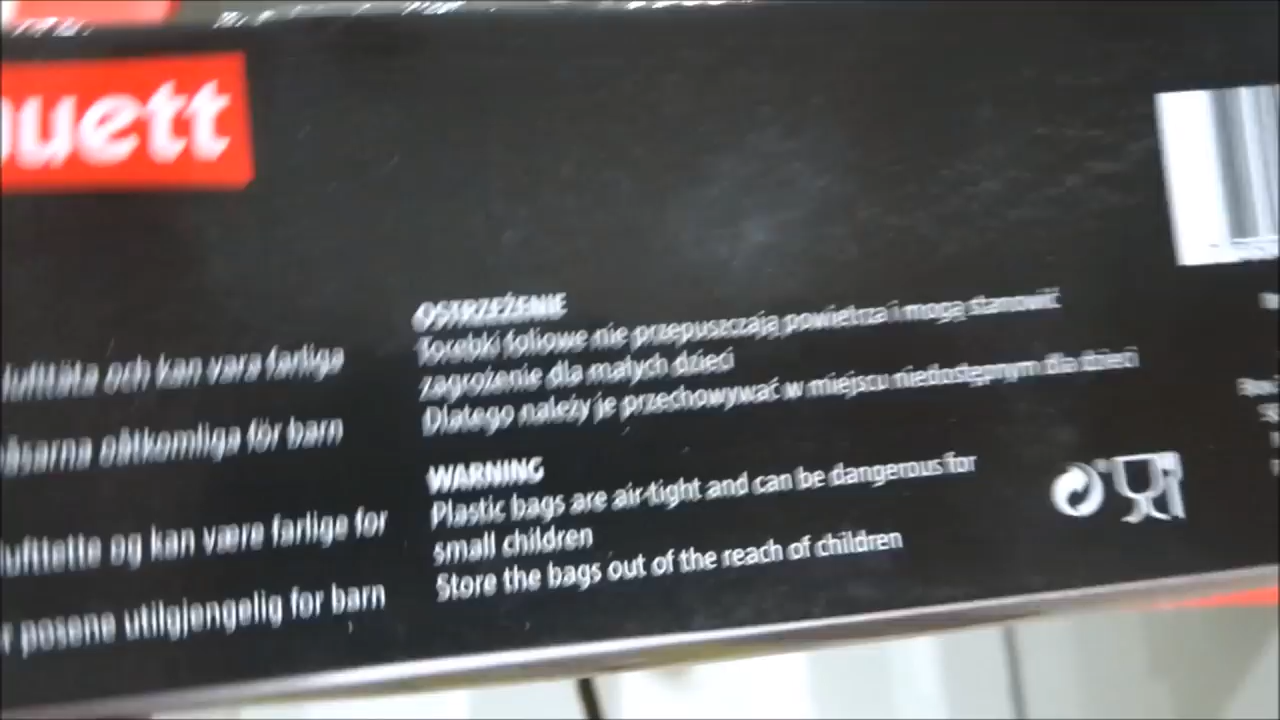 uett
lufttäta och kan vara farliga
oåtkomliga för barn
lufttette og kan være farlige for
posene utilgjengelig for barn
OSTRZEŻENIE
Torebki foliowe nie przepuszczają powietrza i mogą stanowić
zagrożenie dla małych dzieci
Dlatego należy je przechowywać w miejscu niedostępnym dla dzieci
WARNING
Plastic bags are air-tight and can be dangerous for
small children
Store the bags out of the reach of children